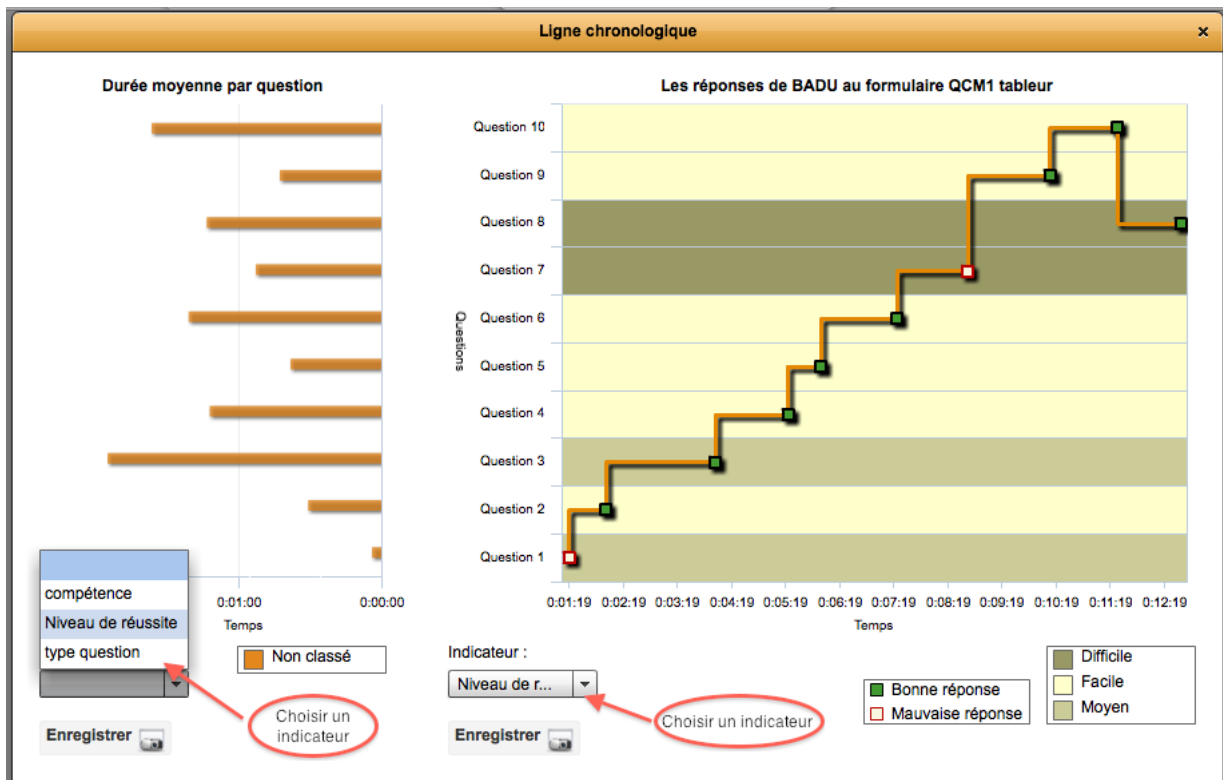 Ligne chronologique
×
Durée moyenne par question
0:01:00
0:00:00
Temps
compétence
Niveau de réussite
type question
Non classé
Choisir un
indicateur
Enregistrer
Les réponses de BADU au formulaire QCM1 tableur
Questions
Question 10
Question 9
Question 8
Question 7
Question 6
Question 5
Question 4
Question 3
Question 2
Question 1
0:01:19 0:02:19 0:03:19 0:04:19 0:05:19 0:06:19 0:07:19 0:08:19 0:09:19 0:10:19 0:11:19 0:12:19
Temps
Indicateur :
Niveau de r...
Choisir un indicateur
Enregistrer
Bonne réponse
Mauvaise réponse
Difficile
Facile
Moyen